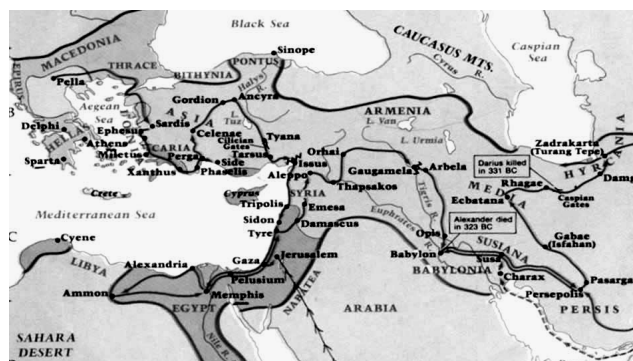 Black Sea
CAUCASUS MTS.
Caspian
Sea
MACEDONIA
Sinope
PONTUS
THRACE
BITHYNIA
EPIRUS
Pella
Cyrus R.
Halys
R.
Gordion
Ancyra
Aegean
Sea
A S I A
ARMENIA
L. Van
L.
Tuz
Delphi
Sardis
Ephesus
Celenae
Cilician
Gates
Tyana
L. Urmia
Zadrakarta
(Turang Tepe)
HYRCANIA
Athens
HELLAS
Miletus
CARIA
Perga
Side
Tarsus
Issus
Orhai
Gaugamela
Arbela
Darius killed
in 331 BC
Sparta
Xanthus
Phaselis
Aleppo
Thapsakos
Rhagae
Damg
Caspian
Gates
MEDIA
Ecbatana
Crete
Cyprus
SYRIA
Tigris R.
Mediterranean Sea
Tripolis
Emesa
Alexander died
in 323 BC
Euphrates
R.
Sidon
Damascus
Opis
Gabae
(Isfahan)
C
Cyene
Tyre
SUSIANA
Babylon
Susa
LIBYA
Alexandria
Gaza
Jerusalem
BABYLONIA
Charax
Pasarga
Pelusium
Ammon
Memphis
NABATEA
ARABIA
Persepolis
EGYPT
PERSIS
SAHARA
DESERT
Nile R.